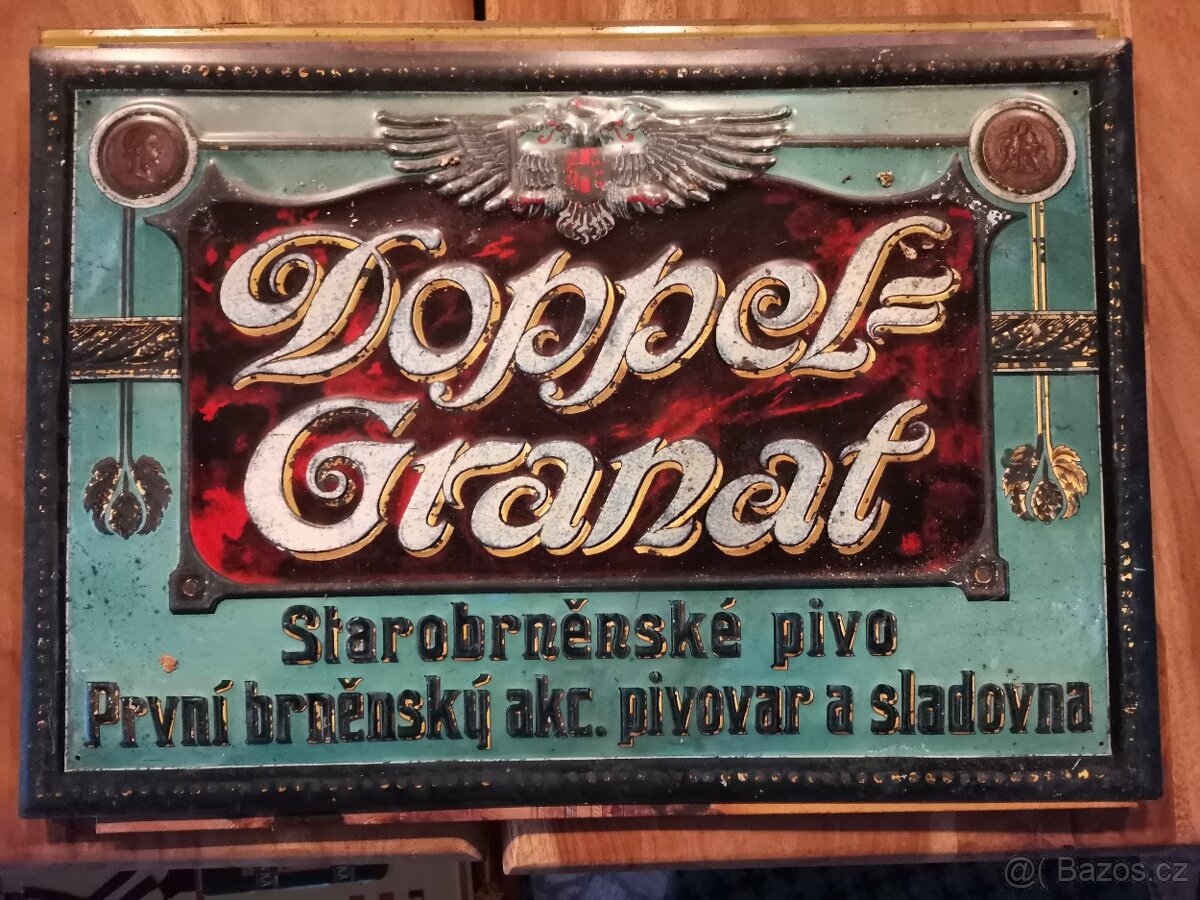 Doppel=
Granat
Starobrněnské pivo
První brněnský akc. pivovar a sladovna
@( Bazos.cz